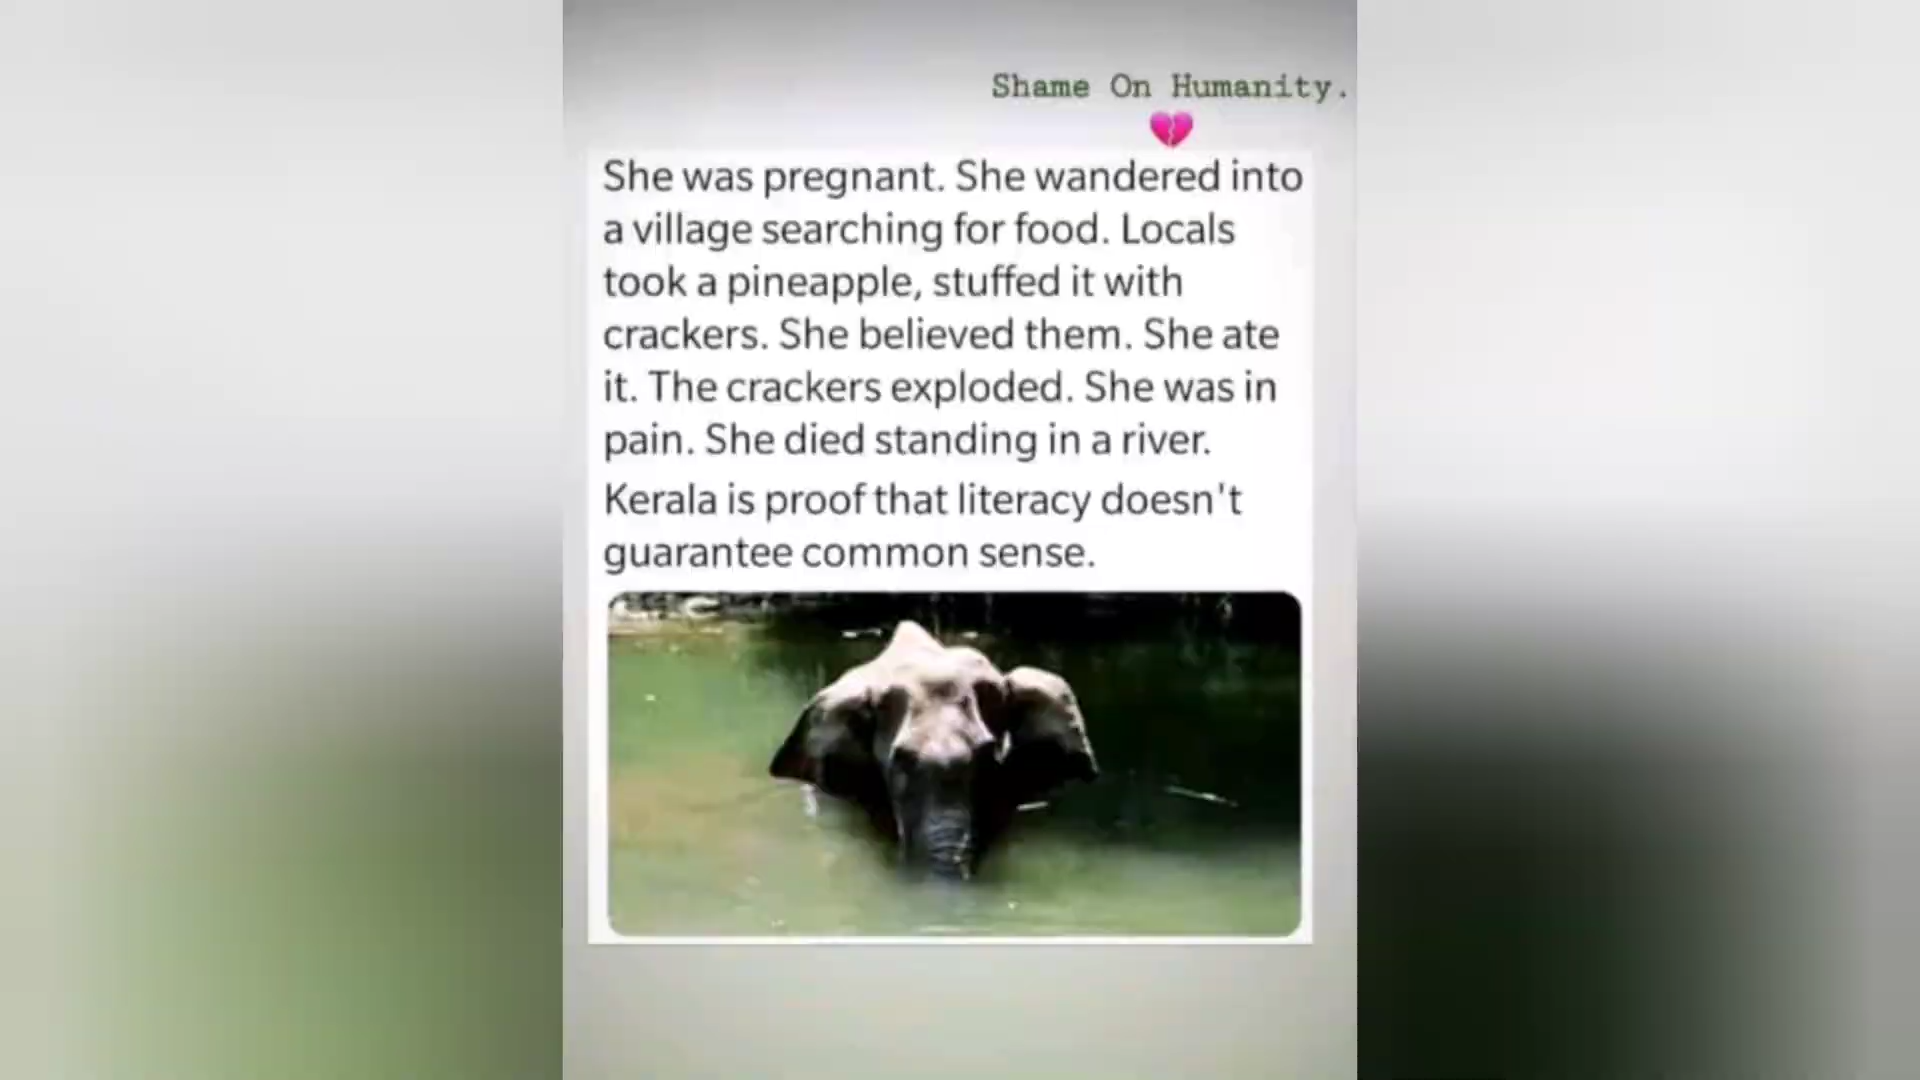 Shame On Humanity.
💔
She was pregnant. She wandered into
a village searching for food. Locals
took a pineapple, stuffed it with
crackers. She believed them. She ate
it. The crackers exploded. She was in
pain. She died standing in a river.
Kerala is proof that literacy doesn't
guarantee common sense.